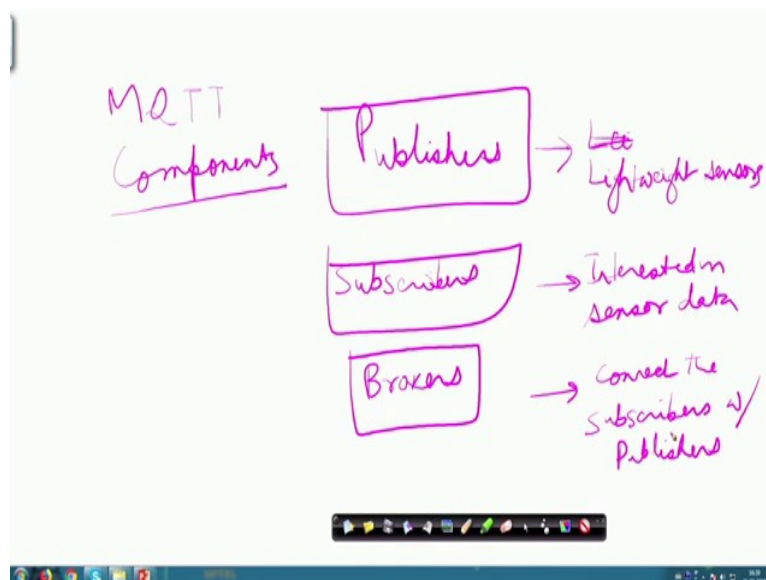 MQTT
Components
Publishers
→ Lightweight sensors
Subscribers
→ Interested in
sensor data
Brokers
→ Connect the
Subscribers w/
Publishers